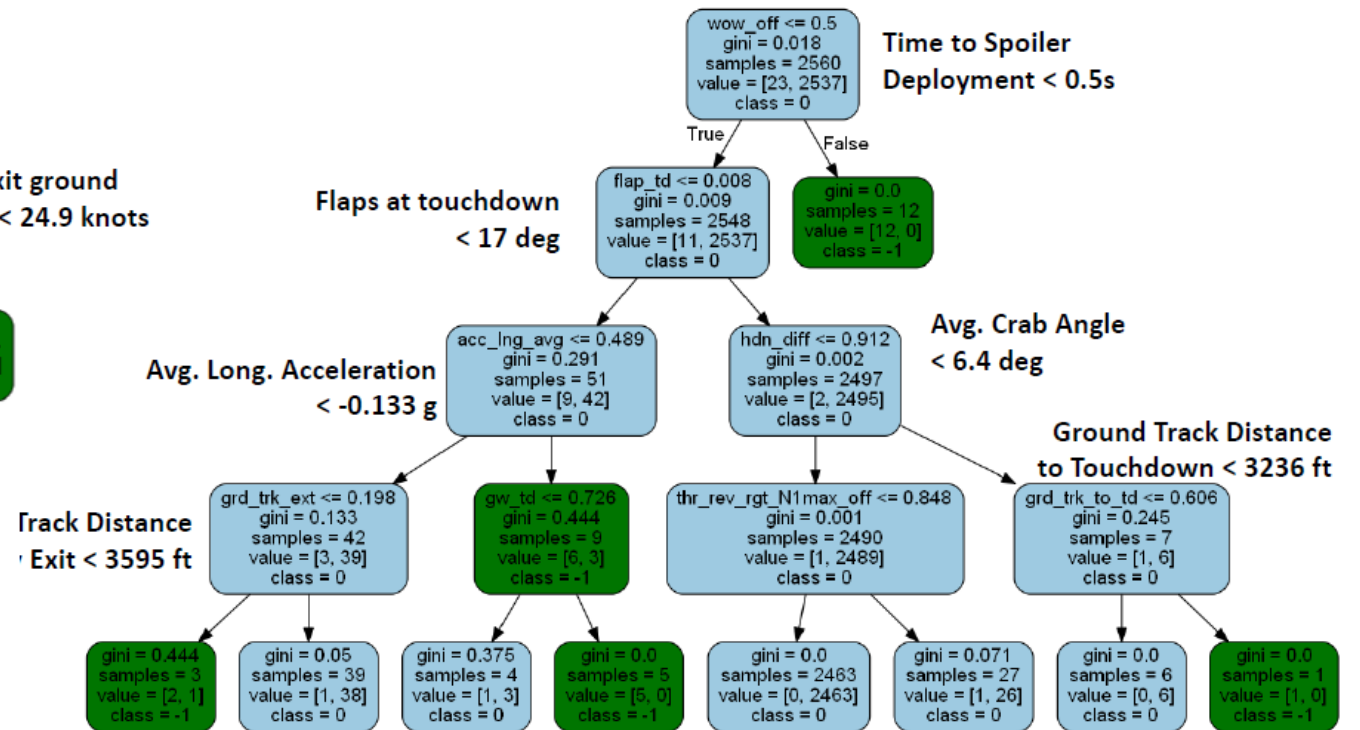 wow_off <= 0.5
gini = 0.018
samples = 2560
value = [23, 2537]
class = 0
Time to Spoiler
Deployment < 0.5s
True
False
xit ground
< 24.9 knots
Flaps at touchdown
< 17 deg
flap_td <= 0.008
gini = 0.009
samples = 2548
value = [11, 2537]
class = 0
gini = 0.0
samples = 12
value = [12, 0]
class = -1
Avg. Long. Acceleration
< -0.133 g
acc_lng_avg <= 0.489
gini = 0.291
samples = 51
value = [9, 42]
class = 0
hdn_diff <= 0.912
gini = 0.002
samples = 2497
value = [2, 2495]
class = 0
Avg. Crab Angle
< 6.4 deg
Ground Track Distance
to Touchdown < 3236 ft
Track Distance
Exit < 3595 ft
grd_trk_ext <= 0.198
gini = 0.133
samples = 42
value = [3, 39]
class = 0
gw_td <= 0.726
gini = 0.444
samples = 9
value = [6, 3]
class = -1
thr_rev_rgt_N1max_off <= 0.848
gini = 0.001
samples = 2490
value = [1, 2489]
class = 0
grd_trk_to_td <= 0.606
gini = 0.245
samples = 7
value = [1, 6]
class = 0
gini = 0.444
samples = 3
value = [2, 1]
class = -1
gini = 0.05
samples = 39
value = [1, 38]
class = 0
gini = 0.375
samples = 4
value = [1, 3]
class = 0
gini = 0.0
samples = 5
value = [5, 0]
class = -1
gini = 0.0
samples = 2463
value = [0, 2463]
class = 0
gini = 0.071
samples = 27
value = [1, 26]
class = 0
gini = 0.0
samples = 6
value = [0, 6]
class = 0
gini = 0.0
samples = 1
value = [1, 0]
class = -1